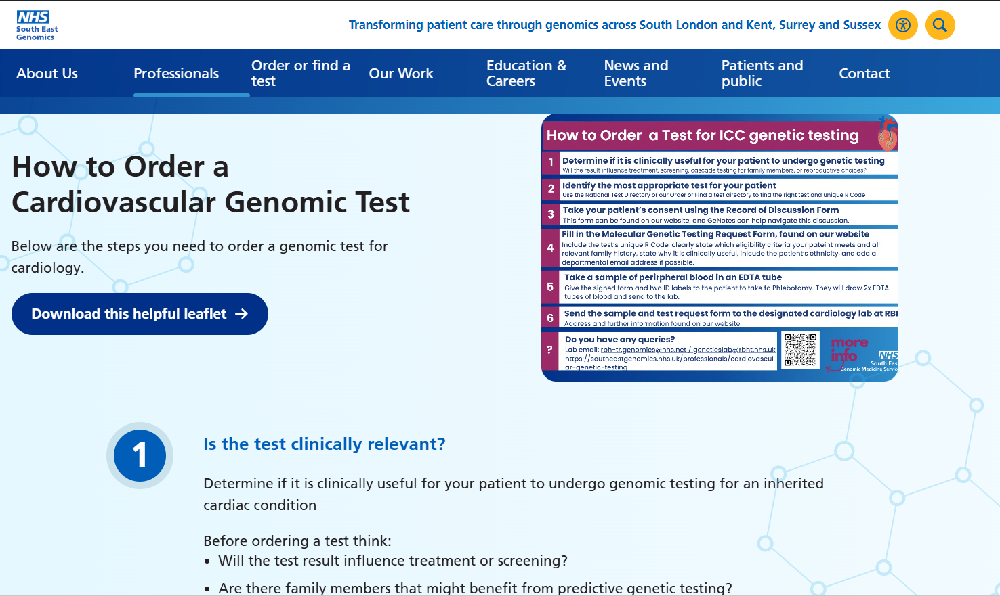 NHS
South East
Genomics
Transforming patient care through genomics across South London and Kent, Surrey and Sussex
About Us
Professionals
Order or find a
test
Our Work
Education &
Careers
News and
Events
Patients and
public
Contact
How to Order a
Cardiovascular Genomic Test
Below are the steps you need to order a genomic test for
cardiology.
Download this helpful leaflet →
How to Order a Test for ICC genetic testing
1
Determine if it is clinically useful for your patient to undergo genetic testing
Will the result influence treatment, screening, cascade testing for family members, or reproductive choices?
2
Identify the most appropriate test for your patient
Use the National Test Directory or our Order or Find a test directory to find the right test and unique R Code
3
Take your patient's consent using the Record of Discussion Form
This form can be found on our website, and GeNotes can help navigate this discussion.
4
Fill in the Molecular Genetic Testing Request Form, found on our website
Include the test's unique R Code, clearly state which eligibility criteria your pateint meets and all
relevant family history, state why it is clinically useful, inlcude the patient's ethnicity, and add a
departmental email address if possible.
5
Take a sample of perirpheral blood in an EDTA tube
Give the signed form and two ID labels to the patient to take to Phlebotomy. They will draw 2x EDTA
tubes of blood and send to the lab.
6
Send the sample and test request form to the designated cardiology lab at RBH
Address and further information found on our website
?
Do you have any queries?
Lab email: rbh-tr.genomics@nhs.net / geneticslab@rbht.nhs.uk
https://southeastgenomics.nhs.uk/professionals/cardiovascul
ar-genetic-testing
more
info
NHS
South East
Genomic Medicine Service
1
Is the test clinically relevant?
Determine if it is clinically useful for your patient to undergo genomic testing for an inherited
cardiac condition
Before ordering a test think:
• Will the test result influence treatment or screening?
• Are there family members that might benefit from predictive genetic testing?